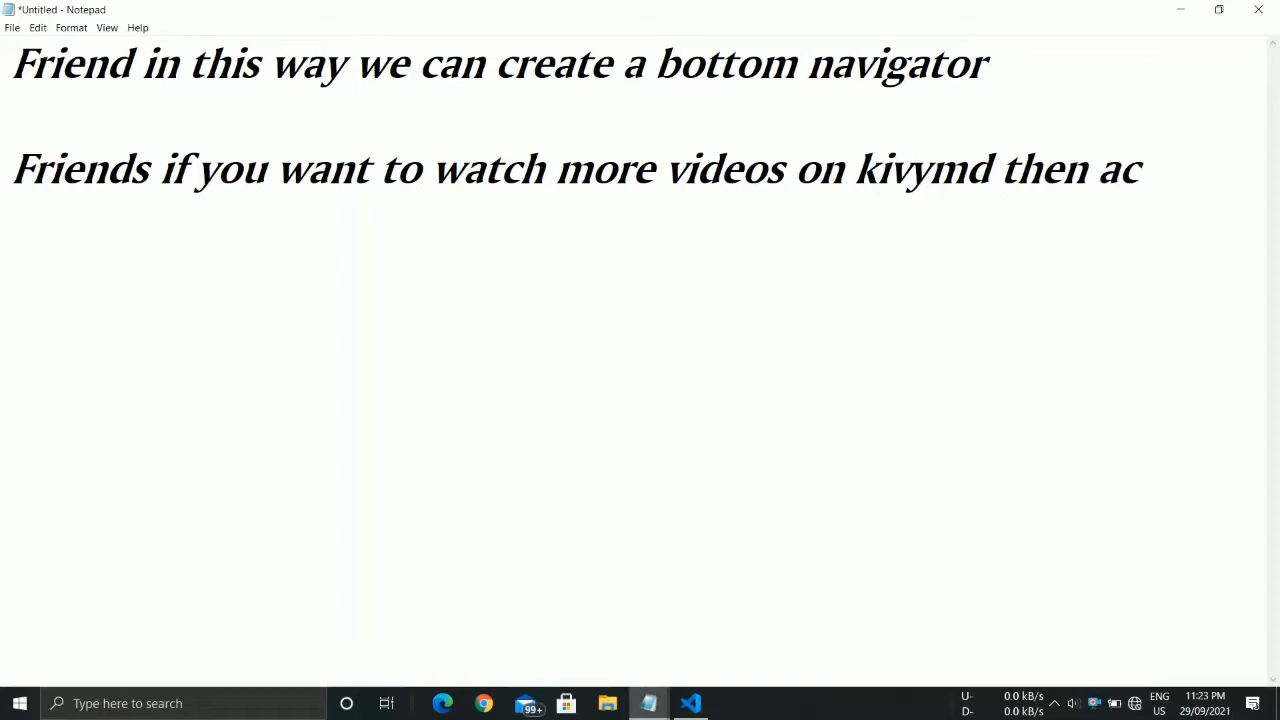 *Untitled - Notepad
File Edit Format View Help
Friend in this way we can create a bottom navigator
Friends if you want to watch more videos on kivymd then ac
Type here to search
99+
U- 0.0 kB/s
D- 0.0 kB/s
ENG
US
11:23 PM
29/09/2021